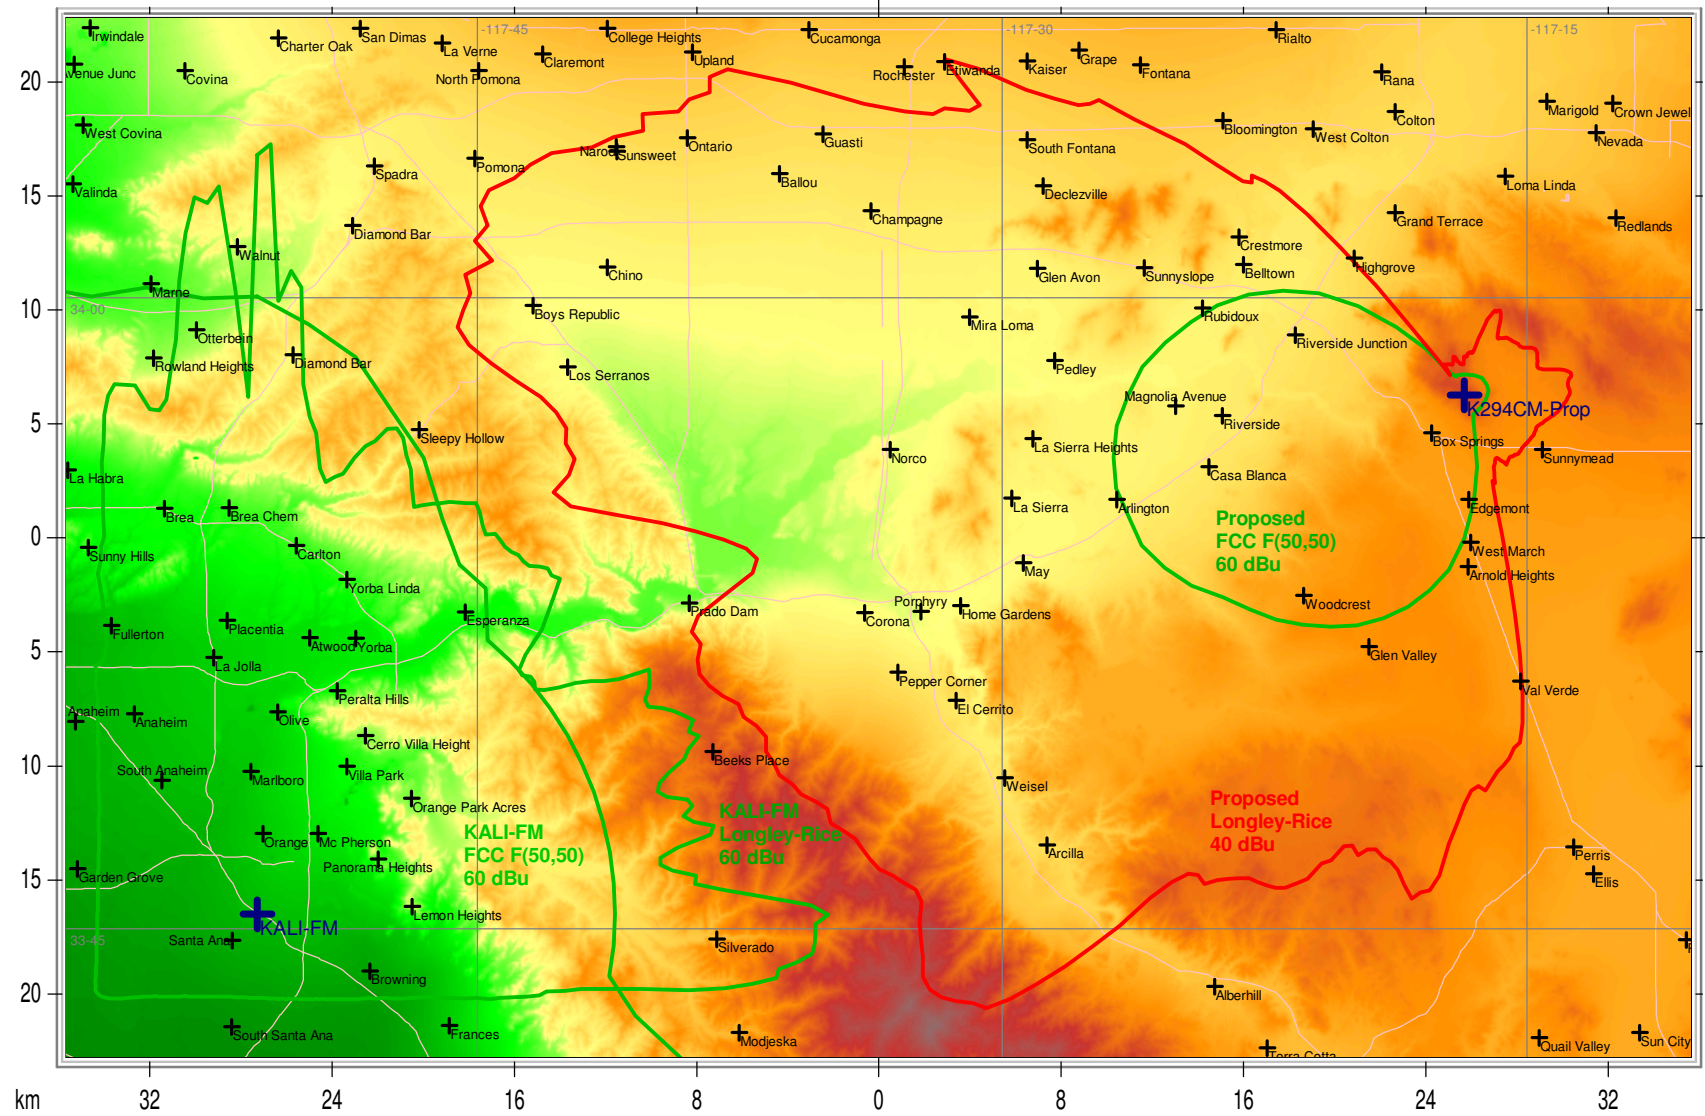 -117-45
-117-30
-117-15
Irwindale
Charter Oak
San Dimas
La Verne
College Heights
Cucamonga
Rialto
Claremont
Upland
Rochester
Etiwanda
Kaiser
Grape
Fontana
Rana
venue Junc
Covina
North Pomona
20
Marigold
Crown Jewel
West Covina
Colton
Bloomington
West Colton
Nevada
Narod
Sunsweet
Ontario
Guasti
South Fontana
Spadra
Pomona
Ballou
Declezville
Loma Linda
Valinda
15
Champagne
Grand Terrace
Redlands
Diamond Bar
Walnut
Crestmore
Highgrove
Chino
Glen Avon
Sunnyslope
Belltown
Marne
34-00
10
Boys Republic
Mira Loma
Rubidoux
Otterbein
Riverside Junction
Rowland Heights
Diamond Bar
Los Serranos
Pedley
Magnolia Avenue
K294CM-Prop
5
Sleepy Hollow
Riverside
La Sierra Heights
Box Springs
Norco
Sunnymead
La Habra
Casa Blanca
Brea
Brea Chem
La Sierra
Arlington
Edgemont
Proposed
FCC F(50,50)
60 dBu
0
Sunny Hills
Carlton
West March
May
Arnold Heights
Yorba Linda
Prado Dam
Porphyry
Corona
Home Gardens
Woodcrest
Esperanza
Fullerton
Placentia
Atwood
Yorba
5
La Jolla
Glen Valley
Pepper Corner
Val Verde
Peralta Hills
El Cerrito
Anaheim
Anaheim
Olive
Cerro Villa Height
Beeks Place
10
South Anaheim
Marlboro
Villa Park
Weisel
Orange Park Acres
Proposed
Longley-Rice
40 dBu
KALI-FM
Longley-Rice
60 dBu
KALI-FM
FCC F(50,50)
60 dBu
Orange
Mc Pherson
Panorama Heights
Arcilla
Perris
15
Garden Grove
Ellis
Lemon Heights
KALI-FM
33-45
Santa Ana
Silverado
Browning
20
Alberhill
South Santa Ana
Frances
Modjeska
Terra Cotta
Quail Valley
Sun City
km
32
24
16
8
0
8
16
24
32